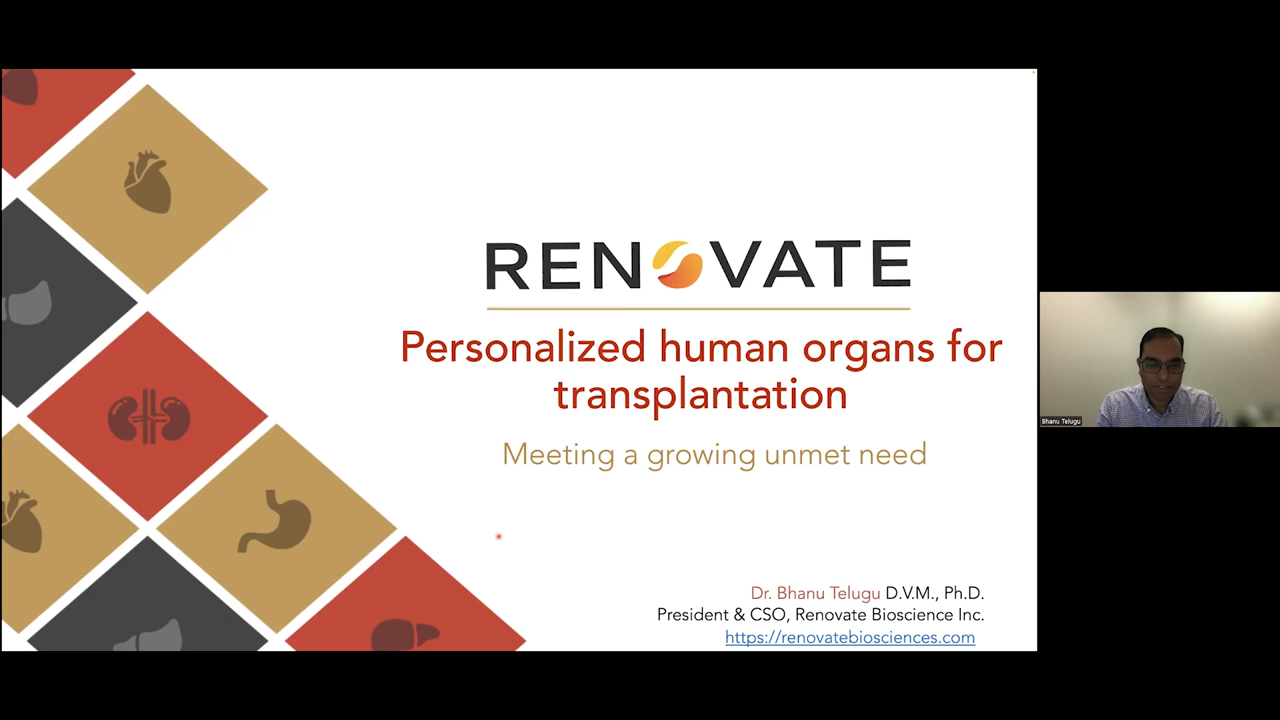 RENOVATE
Personalized human organs for
transplantation
Meeting a growing unmet need
Dr. Bhanu Telugu D.V.M., Ph.D.
President & CSO, Renovate Bioscience Inc.
https://renovatebiosciences.com
Bhanu Telugu